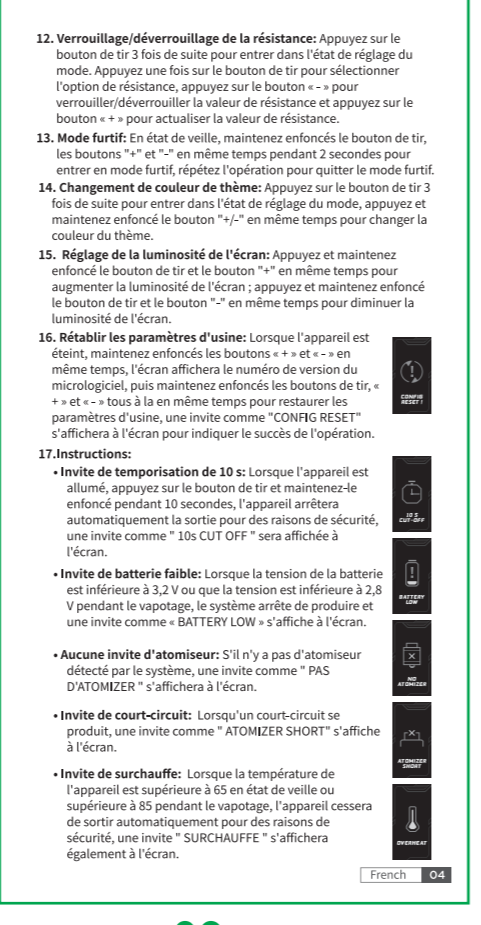 12. Verrouillage/déverrouillage de la résistance: Appuyez sur le
bouton de tir 3 fois de suite pour entrer dans l'état de réglage du
mode. Appuyez une fois sur le bouton de tir pour sélectionner
l'option de résistance, appuyez sur le bouton « - » pour
verrouiller/déverrouiller la valeur de résistance et appuyez sur le
bouton « + » pour actualiser la valeur de résistance.
13. Mode furtif: En état de veille, maintenez enfoncés le bouton de tir,
les boutons "+" et "-" en même temps pendant 2 secondes pour
entrer en mode furtif, répétez l'opération pour quitter le mode furtif.
14. Changement de couleur de thème: Appuyez sur le bouton de tir 3
fois de suite pour entrer dans l'état de réglage du mode, appuyez et
maintenez enfoncé le bouton "+/-" en même temps pour changer la
couleur du thème.
15. Réglage de la luminosité de l'écran: Appuyez et maintenez
enfoncé le bouton de tir et le bouton "+" en même temps pour
augmenter la luminosité de l'écran ; appuyez et maintenez enfoncé
le bouton de tir et le bouton "-" en même temps pour diminuer la
luminosité de l'écran.
16. Rétablir les paramètres d'usine: Lorsque l'appareil est
éteint, maintenez enfoncés les boutons « + » et « - » en
même temps, l'écran affichera le numéro de version du
micrologiciel, puis maintenez enfoncés les boutons de tir, «
+ » et « - » tous à la en même temps pour restaurer les
paramètres d'usine, une invite comme "CONFIG RESET"
s'affichera à l'écran pour indiquer le succès de l'opération.
CONFIG
RESET !
17.Instructions:
• Invite de temporisation de 10 s: Lorsque l'appareil est
allumé, appuyez sur le bouton de tir et maintenez-le
enfoncé pendant 10 secondes, l'appareil arrêtera
automatiquement la sortie pour des raisons de sécurité,
une invite comme " 10s CUT OFF " sera affichée à
l'écran.
10 S
CUT-OFF
• Invite de batterie faible: Lorsque la tension de la batterie
est inférieure à 3,2 V ou que la tension est inférieure à 2,8
V pendant le vapotage, le système arrête de produire et
une invite comme « BATTERY LOW » s'affiche à l'écran.
BATTERY
LOW
• Aucune invite d'atomiseur: S'il n'y a pas d'atomiseur
détecté par le système, une invite comme " PAS
D'ATOMIZER " s'affichera à l'écran.
NO
ATOMIZER
• Invite de court-circuit: Lorsqu'un court-circuit se
produit, une invite comme " ATOMIZER SHORT" s'affiche
à l'écran.
ATOMIZER
SHORT
• Invite de surchauffe: Lorsque la température de
l'appareil est supérieure à 65 en état de veille ou
supérieure à 85 pendant le vapotage, l'appareil cessera
de sortir automatiquement pour des raisons de
sécurité, une invite " SURCHAUFFE " s'affichera
également à l'écran.
OVERHEAT
French 04